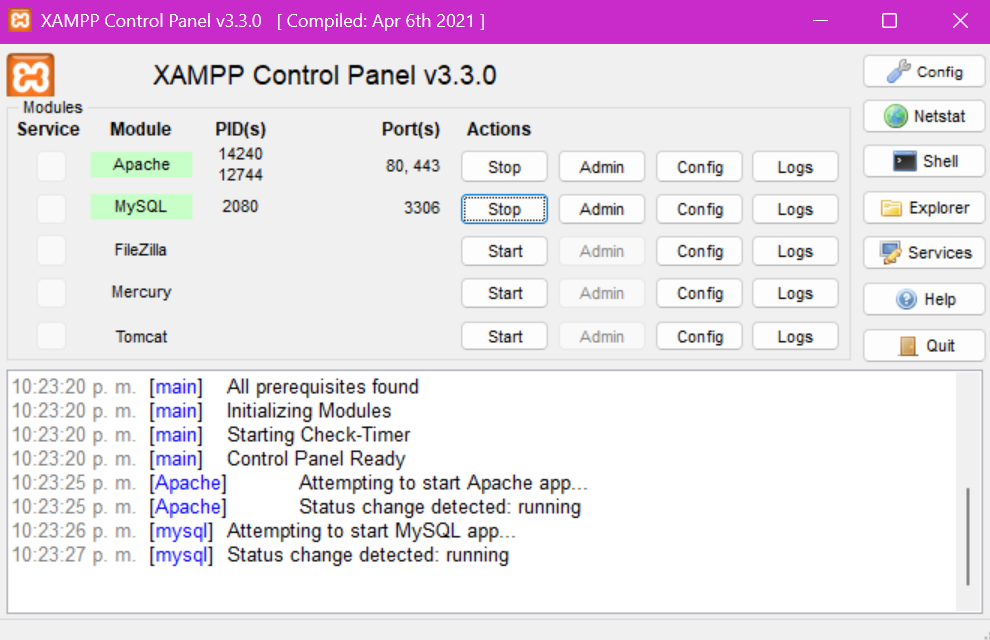 XAMPP Control Panel v3.3.0 [ Compiled: Apr 6th 2021 ]
XAMPP Control Panel v3.3.0
Config
Modules
Service Module PID(s) Port(s) Actions
Netstat
Apache 14240 12744 80, 443 Stop Admin Config Logs
Shell
MySQL 2080 3306 Stop Admin Config Logs
Explorer
FileZilla Start Admin Config Logs
Services
Mercury Start Admin Config Logs
Help
Tomcat Start Admin Config Logs
Quit
10:23:20 p. m. [main] All prerequisites found
10:23:20 p. m. [main] Initializing Modules
10:23:20 p. m. [main] Starting Check-Timer
10:23:20 p. m. [main] Control Panel Ready
10:23:25 p. m. [Apache] Attempting to start Apache app...
10:23:25 p. m. [Apache] Status change detected: running
10:23:26 p. m. [mysql] Attempting to start MySQL app...
10:23:27 p. m. [mysql] Status change detected: running